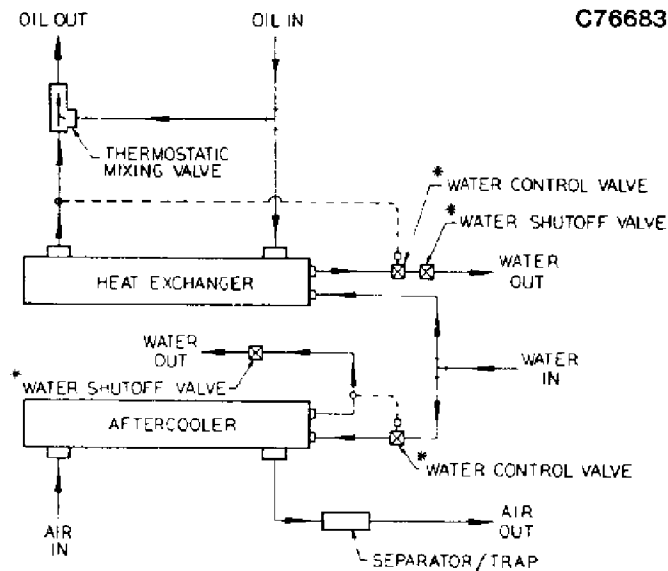 OIL OUT
OIL IN
C76683
THERMOSTATIC
MIXING VALVE
*
WATER CONTROL VALVE
*
WATER SHUTOFF VALVE
HEAT EXCHANGER
WATER
OUT
WATER
OUT
WATER
IN
*
WATER SHUTOFF VALVE
AFTERCOOLER
*
WATER CONTROL VALVE
AIR
IN
AIR
OUT
SEPARATOR/TRAP